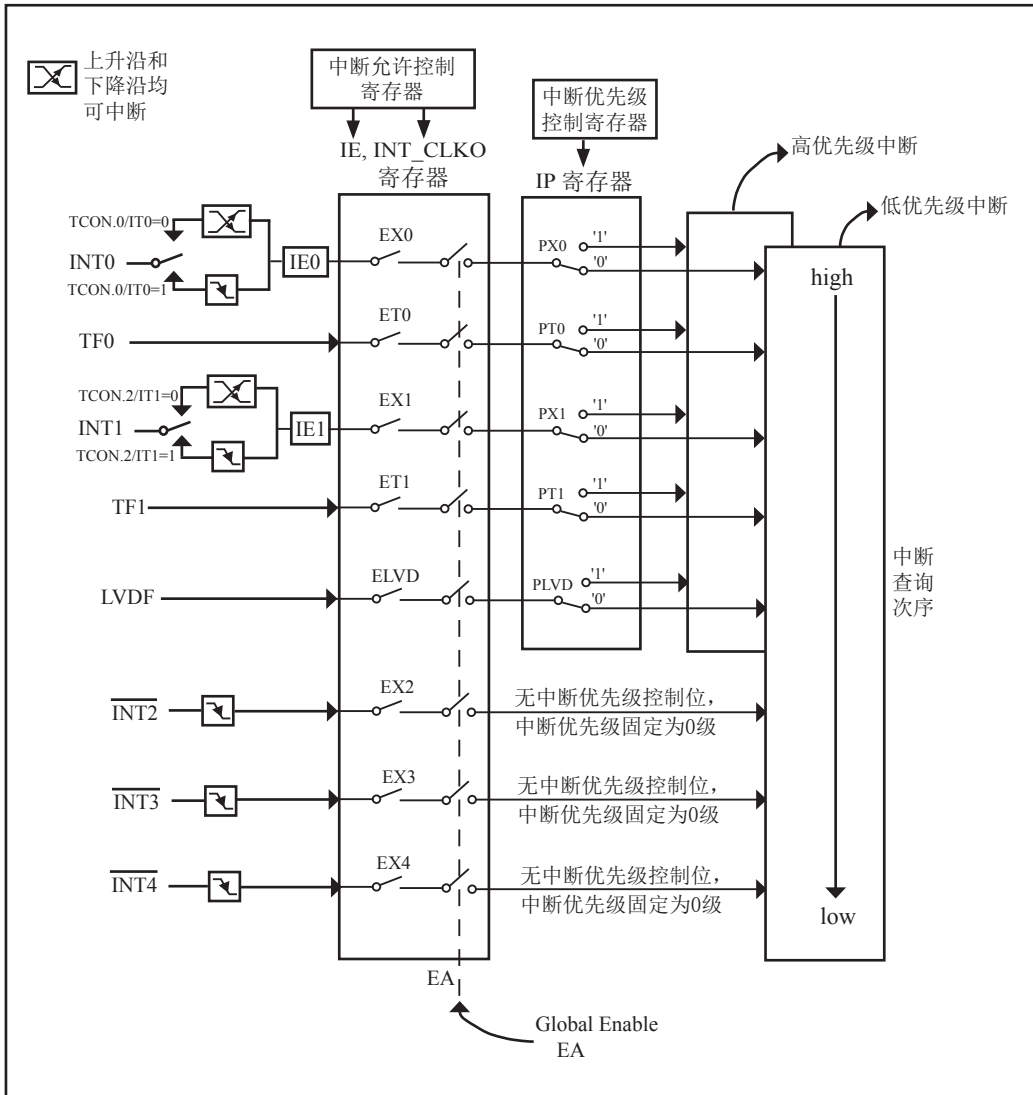 上升沿和
下降沿均
可中断
中断允许控制
寄存器
IE, INT_CLKO
寄存器
中断优先级
控制寄存器
IP 寄存器
高优先级中断
低优先级中断
TCON.0/IT0=0
INT0
TCON.0/IT0=1
IE0
EX0
PX0
'1'
'0'
high
TF0
ET0
PT0
'1'
'0'
TCON.2/IT1=0
INT1
TCON.2/IT1=1
IE1
EX1
PX1
'1'
'0'
TF1
ET1
PT1
'1'
'0'
LVDF
ELVD
PLVD
'1'
'0'
中断
查询
次序
INT2
EX2
无中断优先级控制位，
中断优先级固定为0级
INT3
EX3
无中断优先级控制位，
中断优先级固定为0级
INT4
EX4
无中断优先级控制位，
中断优先级固定为0级
low
EA
Global Enable
EA